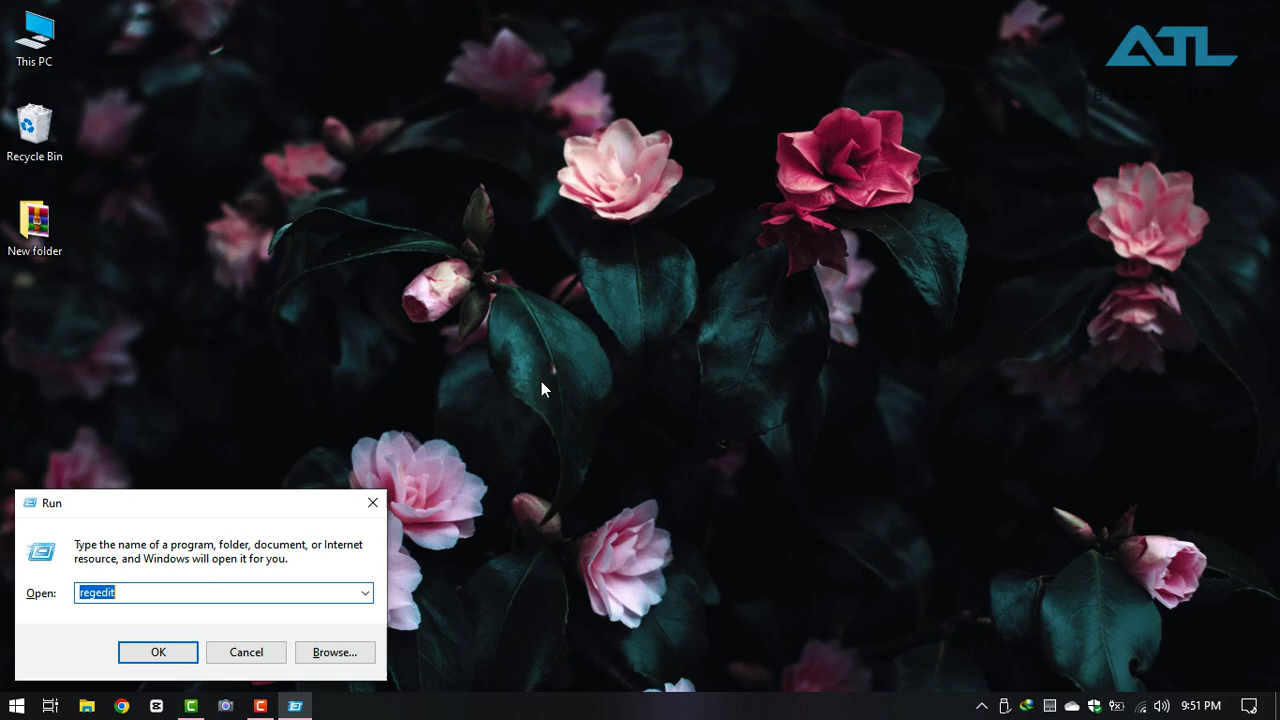 This PC
Recycle Bin
New folder
ATL
Run
Type the name of a program, folder, document, or Internet
resource, and Windows will open it for you.
Open:
regedit
OK
Cancel
Browse...
9:51 PM